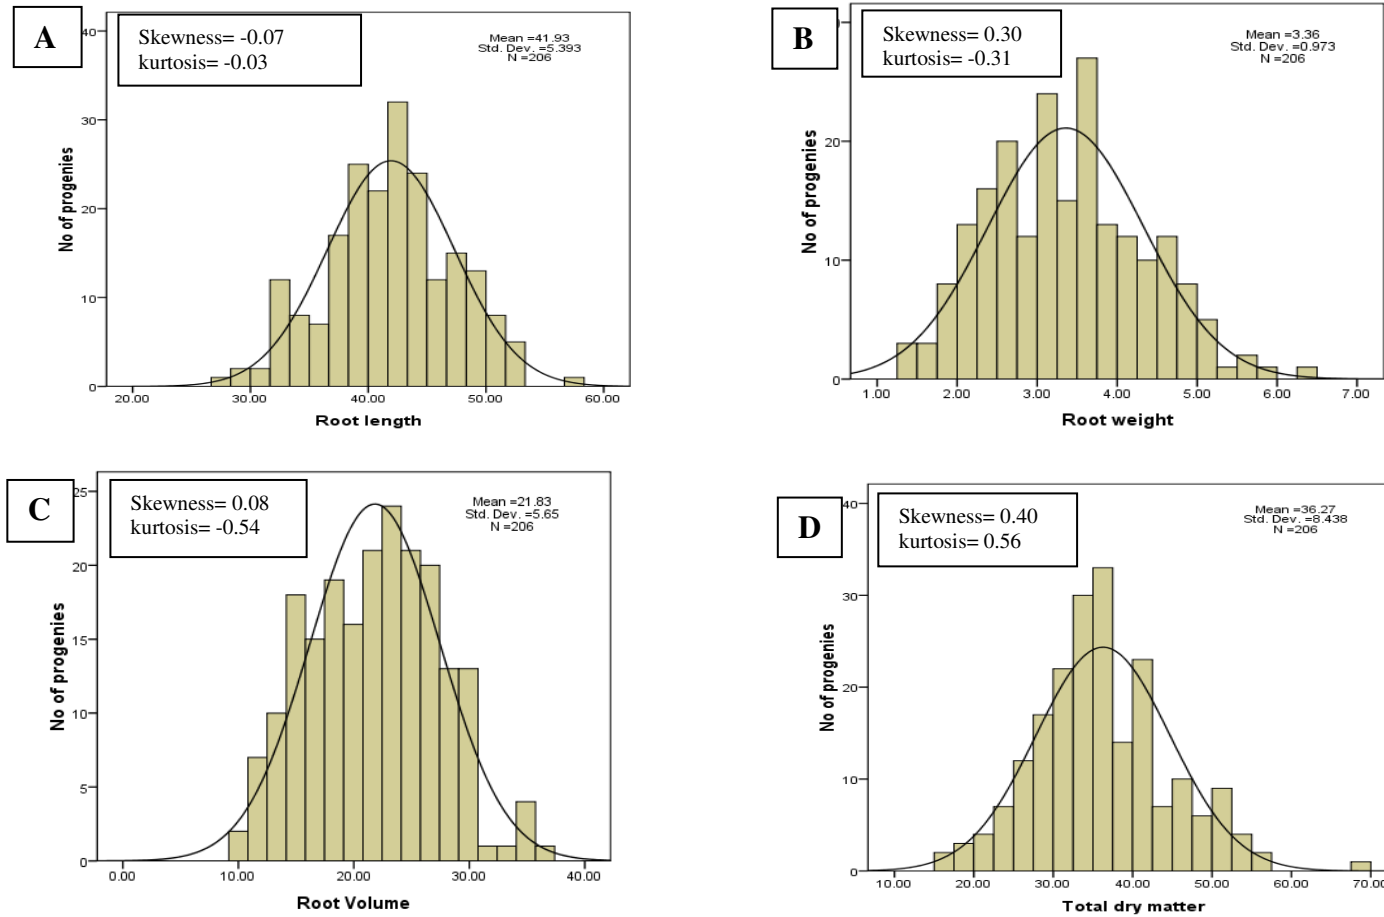 A
Skewness= -0.07
kurtosis= -0.03
Mean =41.93
Std. Dev. =5.393
N =206
No of progenies
40
30
20
10
0
20.00 30.00 40.00 50.00 60.00
Root length
B
Skewness= 0.30
kurtosis= -0.31
Mean =3.36
Std. Dev. =0.973
N =206
No of progenies
20
10
0
1.00 2.00 3.00 4.00 5.00 6.00 7.00
Root weight
C
Skewness= 0.08
kurtosis= -0.54
Mean =21.83
Std. Dev. =5.65
N =206
No of progenies
25
20
15
10
5
0
0.00 10.00 20.00 30.00 40.00
Root Volume
D
Skewness= 0.40
kurtosis= 0.56
Mean =36.27
Std. Dev. =8.438
N =206
No of progenies
40
30
20
10
0
10.00 20.00 30.00 40.00 50.00 60.00 70.00
Total dry matter